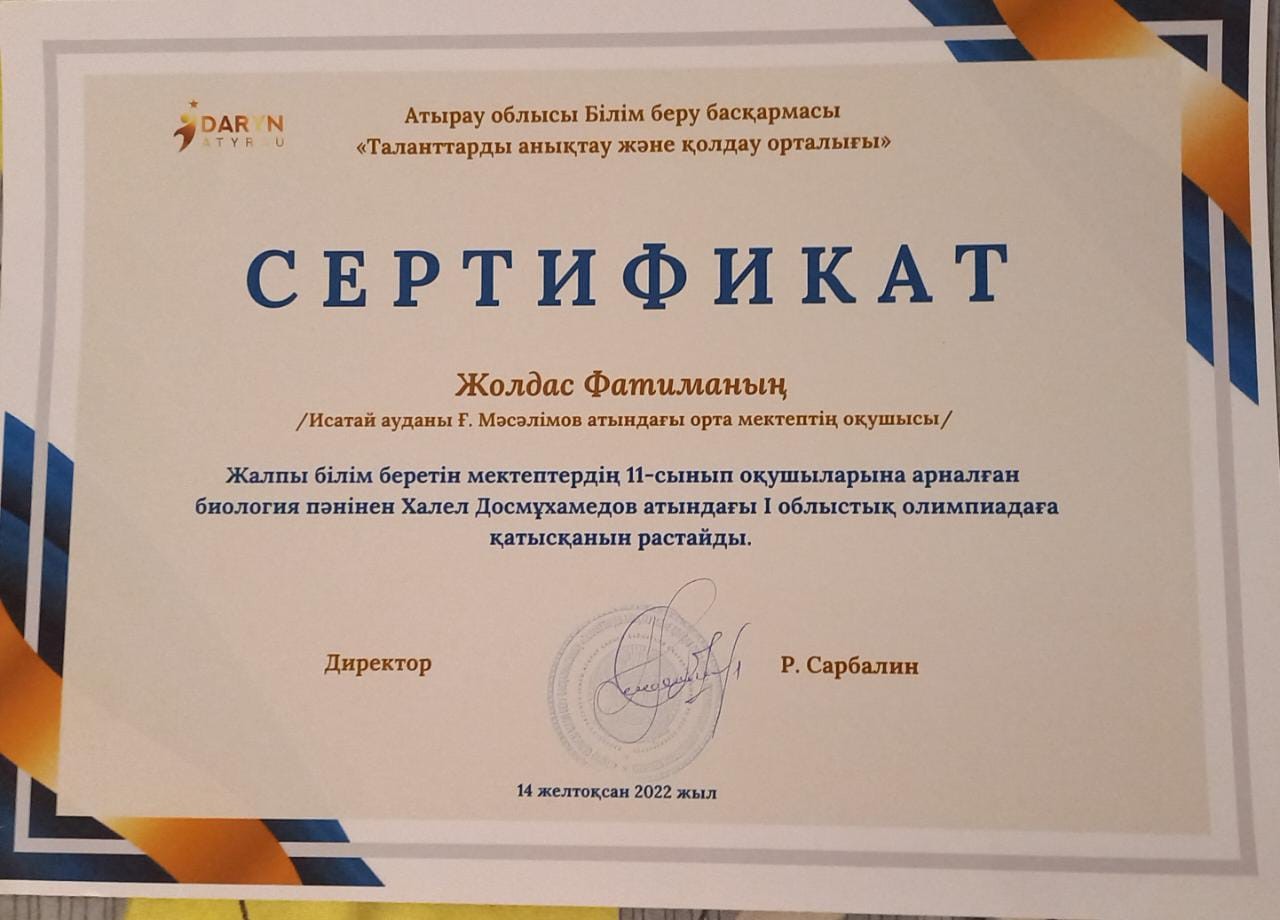 DARYN
ATYRAU
Атырау облысы Білім беру басқармасы
«Таланттарды анықтау және қолдау орталығы»
СЕРТИФИКАТ
Жолдас Фатиманың
/Исатай ауданы Ғ. Мәсәлімов атындағы орта мектептің оқушысы/
Жалпы білім беретін мектептердің 11-сынып оқушыларына арналған
биология пәнінен Халел Досмұхамедов атындағы I облыстық олимпиадаға
қатысқанын растайды.
Директор
Р. Сарбалин
14 желтоқсан 2022 жыл